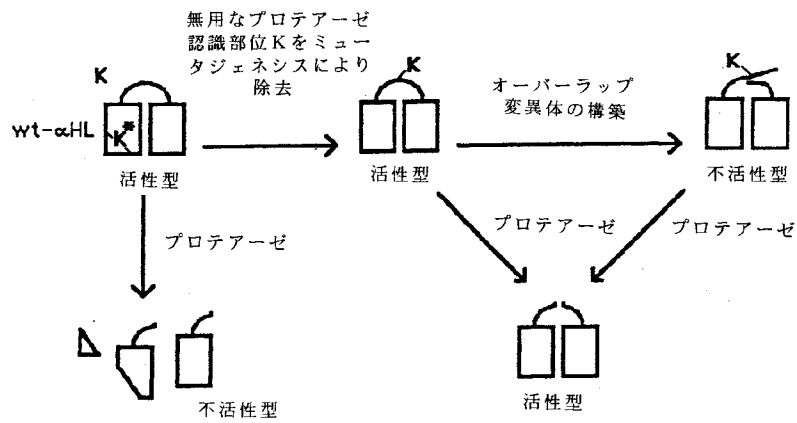 無用なプロテアーゼ
認識部位Kをミュー
タジェネシスにより
除去
K
wt-αHL
K*
活性型
K
活性型
オーバーラップ
変異体の構築
K
不活性型
プロテアーゼ
プロテアーゼ
プロテアーゼ
不活性型
活性型